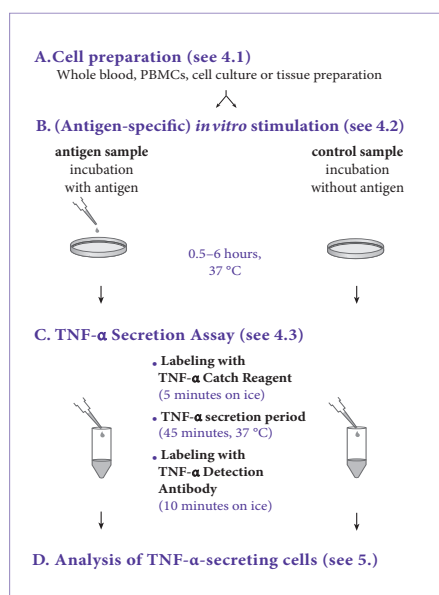 A. Cell preparation (see 4.1)
Whole blood, PBMCs, cell culture or tissue preparation
B. (Antigen-specific) in vitro stimulation (see 4.2)
antigen sample
incubation
with antigen
control sample
incubation
without antigen
0.5–6 hours,
37 °C
C. TNF-α Secretion Assay (see 4.3)
• Labeling with
TNF-α Catch Reagent
(5 minutes on ice)
• TNF-α secretion period
(45 minutes, 37 °C)
• Labeling with
TNF-α Detection
Antibody
(10 minutes on ice)
D. Analysis of TNF-α-secreting cells (see 5.)